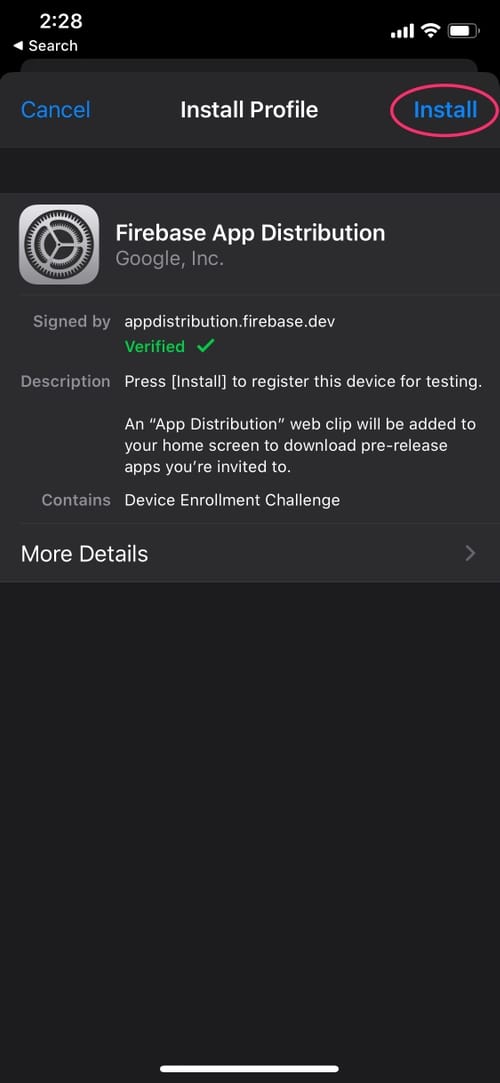 2:28
◀ Search
Cancel
Install Profile
Install
Firebase App Distribution
Google, Inc.
Signed by appdistribution.firebase.dev
Verified ✓
Description Press [Install] to register this device for testing.
An “App Distribution” web clip will be added to
your home screen to download pre-release
apps you’re invited to.
Contains Device Enrollment Challenge
More Details